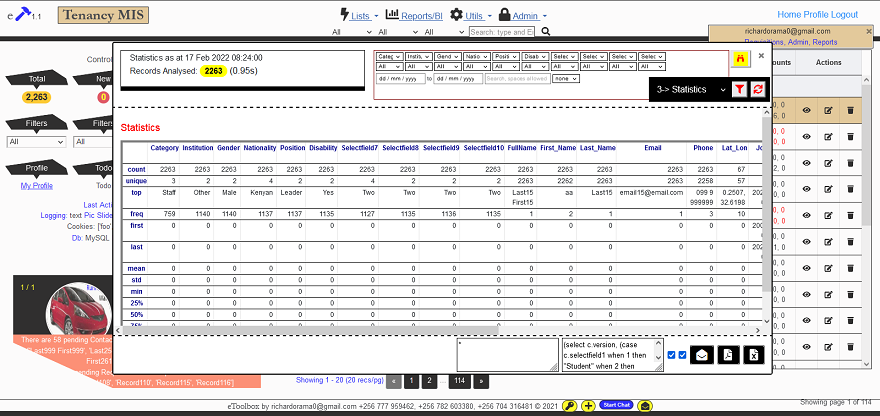 e 1.1
Tenancy MIS
Lists
Reports/BI
Utils
Admin
Home Profile Logout
All All All Search: type and E
richardorama0@gmail.com
Requisitions, Admin, Reports
Statistics as at 17 Feb 2022 08:24:00
Records Analysed: 2263 (0.95s)
Categ Institu Gend Natio Positi Disab Selec Selec Selec Selec
All All All All All All All All All All
dd / mm / yyyy to dd / mm / yyyy Search, spaces allowed none
3-> Statistics
Total
2,263
New
0
Filters
Filters
All
All
Profile
My Profile
Todo
Todo
Last Acti
Logging: text Pic Slide
Cookies: ['foo'
Db: MySQL
ounts Actions
Statistics
Category Institution Gender Nationality Position Disability Selectfield7 Selectfield8 Selectfield9 Selectfield10 FullName First_Name Last_Name Email Phone Lat_Lon
count 2263 2263 2263 2263 2263 2263 2263 2263 2263 2263 2263 2263 2263 2263 2263 67
unique 3 2 2 4 2 2 4 2 2 2 2263 2262 2263 2263 2258 57
top Staff Other Male Kenyan Leader Yes Two Two Two Two Last15 First15 aa Last15 email15@email.com 099 9 999999 0.2507, 32.6198
freq 759 1140 1140 1137 1137 1135 1127 1135 1136 1135 1 2 1 1 3 10
first 0 0 0 0 0 0 0 0 0 0 0 0 0 0 0 0
last 0 0 0 0 0 0 0 0 0 0 0 0 0 0 0 0
mean 0 0 0 0 0 0 0 0 0 0 0 0 0 0 0 0
std 0 0 0 0 0 0 0 0 0 0 0 0 0 0 0 0
min 0 0 0 0 0 0 0 0 0 0 0 0 0 0 0 0
25% 0 0 0 0 0 0 0 0 0 0 0 0 0 0 0 0
50% 0 0 0 0 0 0 0 0 0 0 0 0 0 0 0 0
1 / 1
There are 58 pending Contac
'Last999 First999', 'Last25
First261
'Record110', 'Record115', 'Record116']
*
(select c.version, (case
c.selectfield1 when 1 then
"Student" when 2 then
Showing 1 - 20 (20 recs/pg) « 1 2 ... 114 »
Showing page 1 of 114
eToolbox by richardorama0@gmail.com +256 777 959462, +256 782 603380, +256 704 316481 © 2021
Start Chat